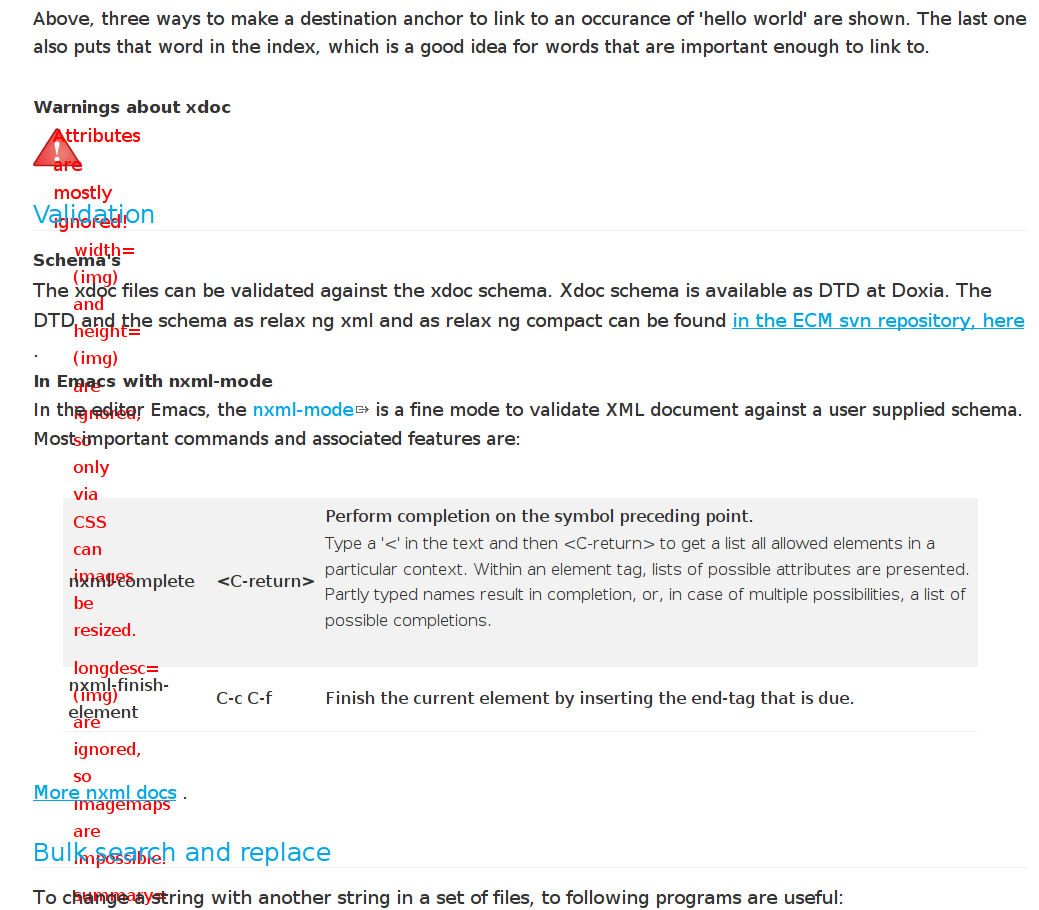 Above, three ways to make a destination anchor to link to an occurance of 'hello world' are shown. The last one
also puts that word in the index, which is a good idea for words that are important enough to link to.
Warnings about xdoc
!
Attributes
are
mostly
ignored!
width=
(img)
and
height=
(img)
are
ignored,
so
only
via
CSS
can
images
be
resized.
longdesc=
(img)
are
ignored,
so
imagemaps
are
impossible.
summary=
Validation
Schema's
The xdoc files can be validated against the xdoc schema. Xdoc schema is available as DTD at Doxia. The
DTD and the schema as relax ng xml and as relax ng compact can be found in the ECM svn repository, here
.
In Emacs with nxml-mode
In the editor Emacs, the nxml-mode is a fine mode to validate XML document against a user supplied schema.
Most important commands and associated features are:
nxml-complete
<C-return>
Perform completion on the symbol preceding point.
Type a '<' in the text and then <C-return> to get a list all allowed elements in a
particular context. Within an element tag, lists of possible attributes are presented.
Partly typed names result in completion, or, in case of multiple possibilities, a list of
possible completions.
nxml-finish-
element
C-c C-f
Finish the current element by inserting the end-tag that is due.
More nxml docs .
Bulk search and replace
To change a string with another string in a set of files, to following programs are useful: